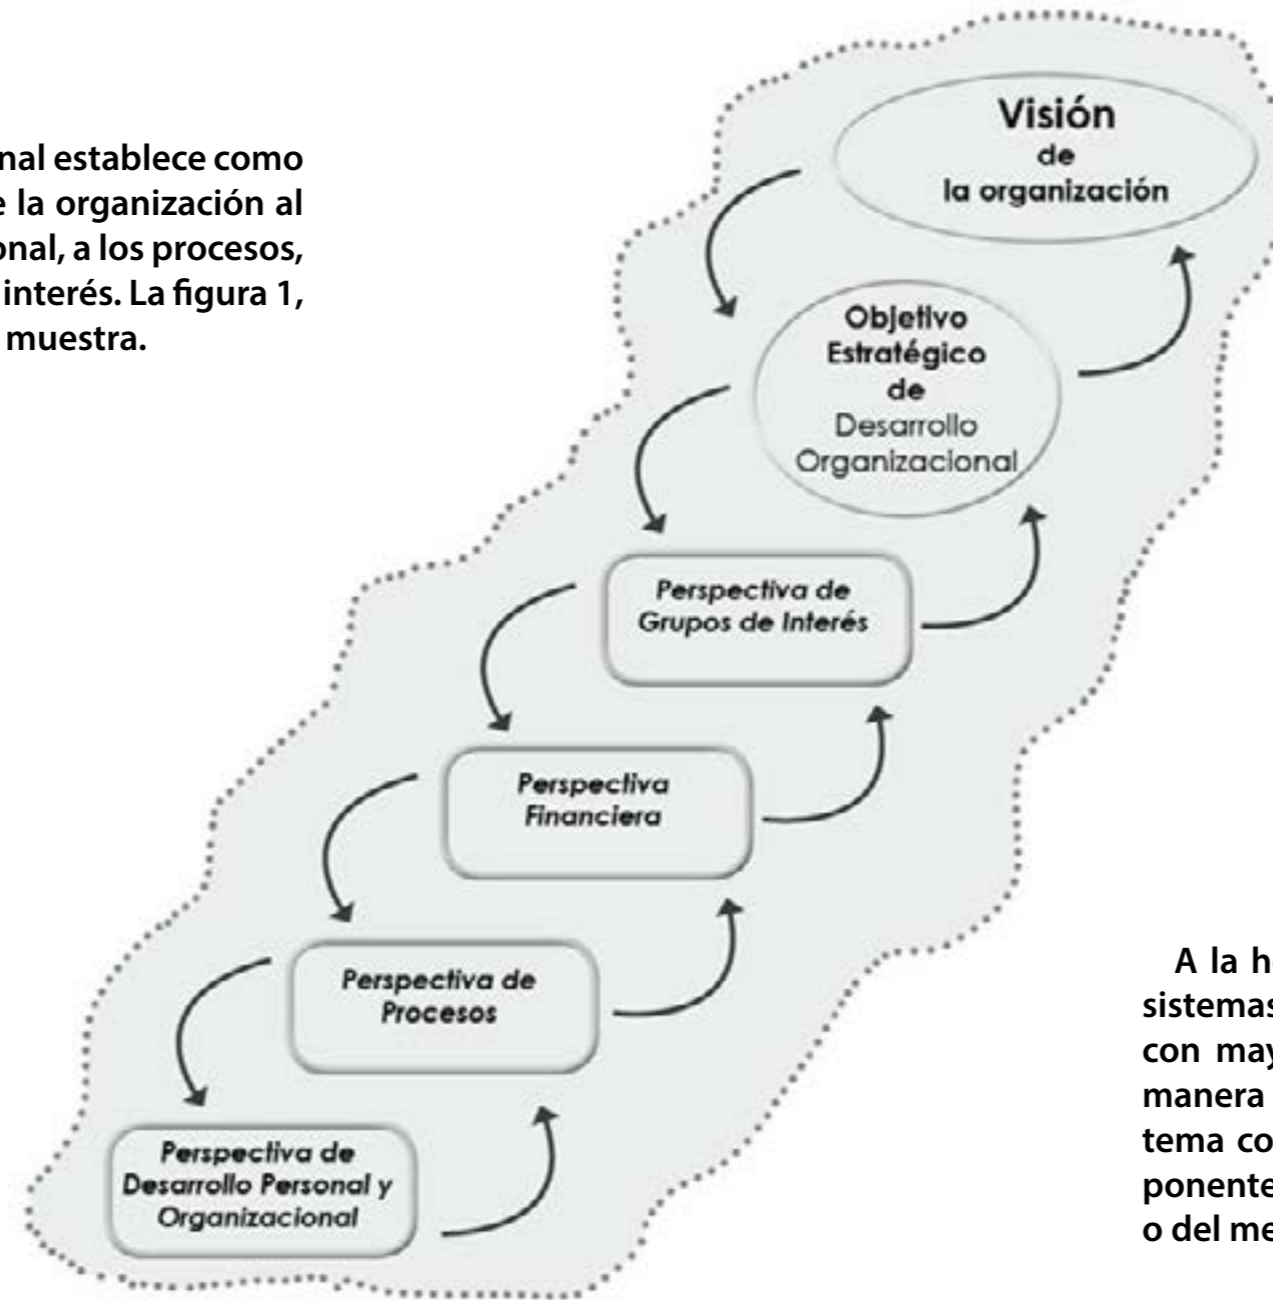 nal establece como
e la organización al
onal, a los procesos,
interés. La figura 1,
muestra.
Visión
de
la organización
Objetivo
Estratégico
de
Desarrollo
Organizacional
Perspectiva de
Grupos de Interés
Perspectiva
Financiera
Perspectiva de
Procesos
Perspectiva de
Desarrollo Personal y
Organizacional
A la h
sistemas
con may
manera
tema co
ponente
o del me